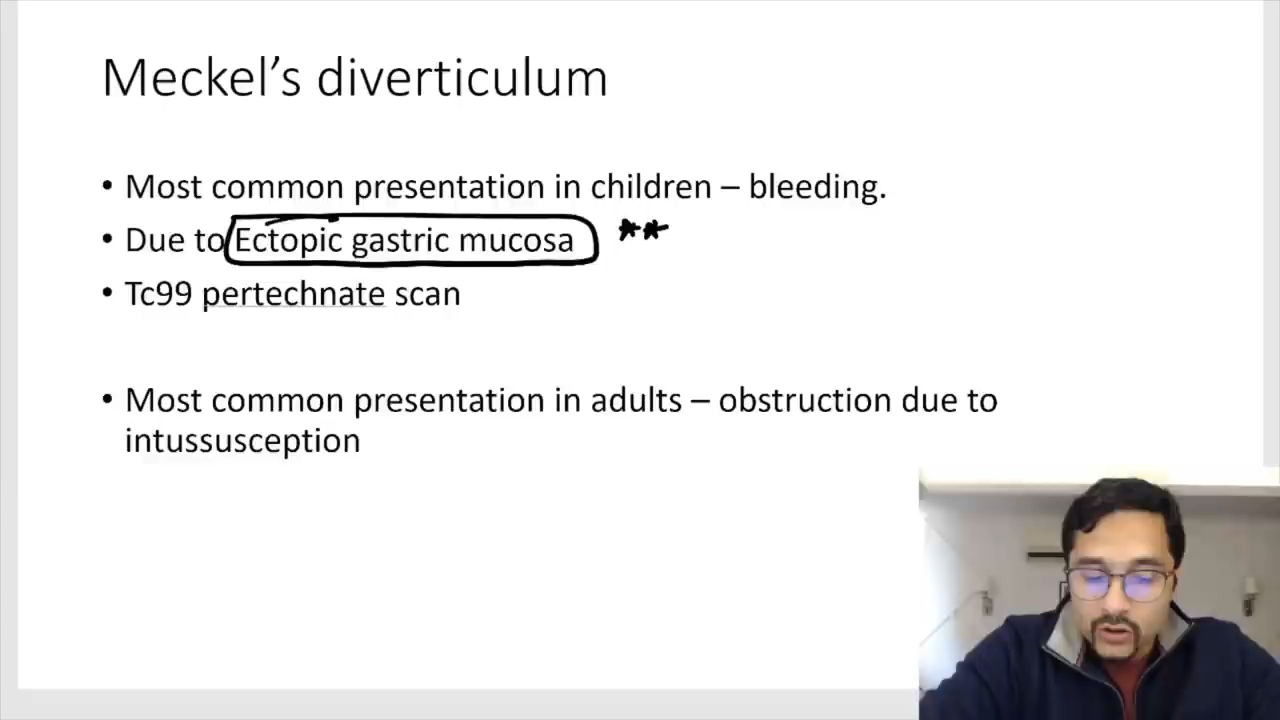 Meckel’s diverticulum
• Most common presentation in children – bleeding.
• Due to Ectopic gastric mucosa **
• Tc99 pertechnate scan
• Most common presentation in adults – obstruction due to
intussusception